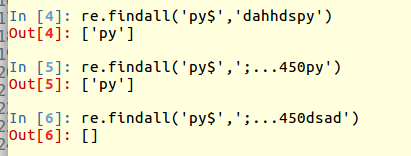 In [4]: re.findall('py$','dahhdspy')
Out[4]: ['py']
In [5]: re.findall('py$',';...450py')
Out[5]: ['py']
In [6]: re.findall('py$',';...450dsad')
Out[6]: []